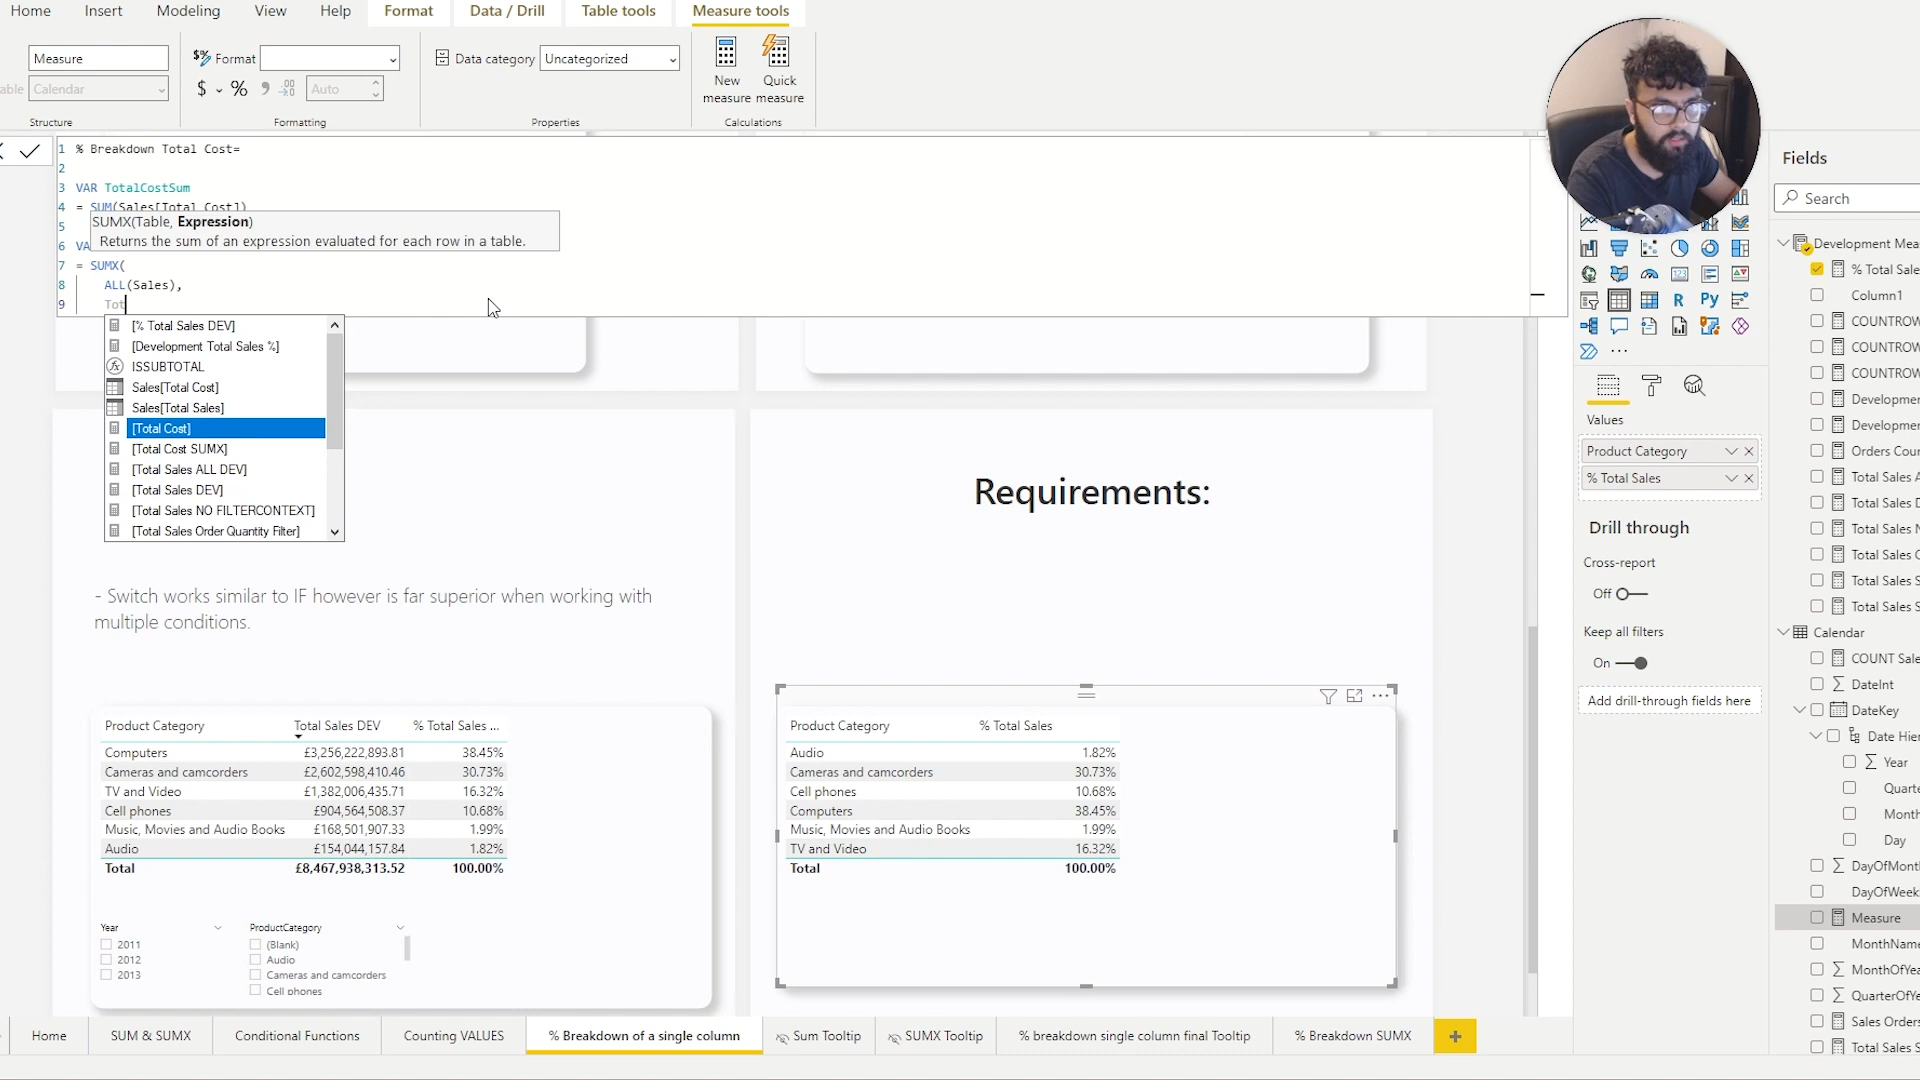 Home Insert Modeling View Help Format Data / Drill Table tools Measure tools
Measure
Format
Data category Uncategorized
Calendar
$ % Auto
New measure
Quick measure
Structure
Formatting
Properties
Calculations
1 % Breakdown Total Cost=
2
3 VAR TotalCostSum
4 = SUM(Sales[Total Cost])
5
SUMX(Table, Expression)
Returns the sum of an expression evaluated for each row in a table.
6 VA
7 = SUMX(
8 ALL(Sales),
9 Tot
[% Total Sales DEV]
[Development Total Sales %]
ISSUBTOTAL
Sales[Total Cost]
Sales[Total Sales]
[Total Cost]
[Total Cost SUMX]
[Total Sales ALL DEV]
[Total Sales DEV]
[Total Sales NO FILTERCONTEXT]
[Total Sales Order Quantity Filter]
- Switch works similar to IF however is far superior when working with
multiple conditions.
Requirements:
Product Category Total Sales DEV % Total Sales ...
Computers £3,256,222,893.81 38.45%
Cameras and camcorders £2,602,598,410.46 30.73%
TV and Video £1,382,006,435.71 16.32%
Cell phones £904,564,508.37 10.68%
Music, Movies and Audio Books £168,501,907.33 1.99%
Audio £154,044,157.84 1.82%
Total £8,467,938,313.52 100.00%
Year
2011
2012
2013
ProductCategory
(Blank)
Audio
Cameras and camcorders
Cell phones
Product Category % Total Sales
Audio 1.82%
Cameras and camcorders 30.73%
Cell phones 10.68%
Computers 38.45%
Music, Movies and Audio Books 1.99%
TV and Video 16.32%
Total 100.00%
R Py
Values
Product Category
% Total Sales
Drill through
Cross-report
Off
Keep all filters
On
Add drill-through fields here
Fields
Search
Development Mea
% Total Sale
Column1
COUNTROW
COUNTROW
COUNTROW
Developmen
Developmen
Orders Cour
Total Sales A
Total Sales D
Total Sales N
Total Sales O
Total Sales S
Total Sales S
Calendar
COUNT Sale
DateInt
DateKey
Date Hier
Year
Quarte
Month
Day
DayOfMont
DayOfWeek
Measure
MonthName
MonthOfYea
QuarterOfYe
Sales Orders
Total Sales S
Home SUM & SUMX Conditional Functions Counting VALUES % Breakdown of a single column Sum Tooltip SUMX Tooltip % breakdown single column final Tooltip % Breakdown SUMX +